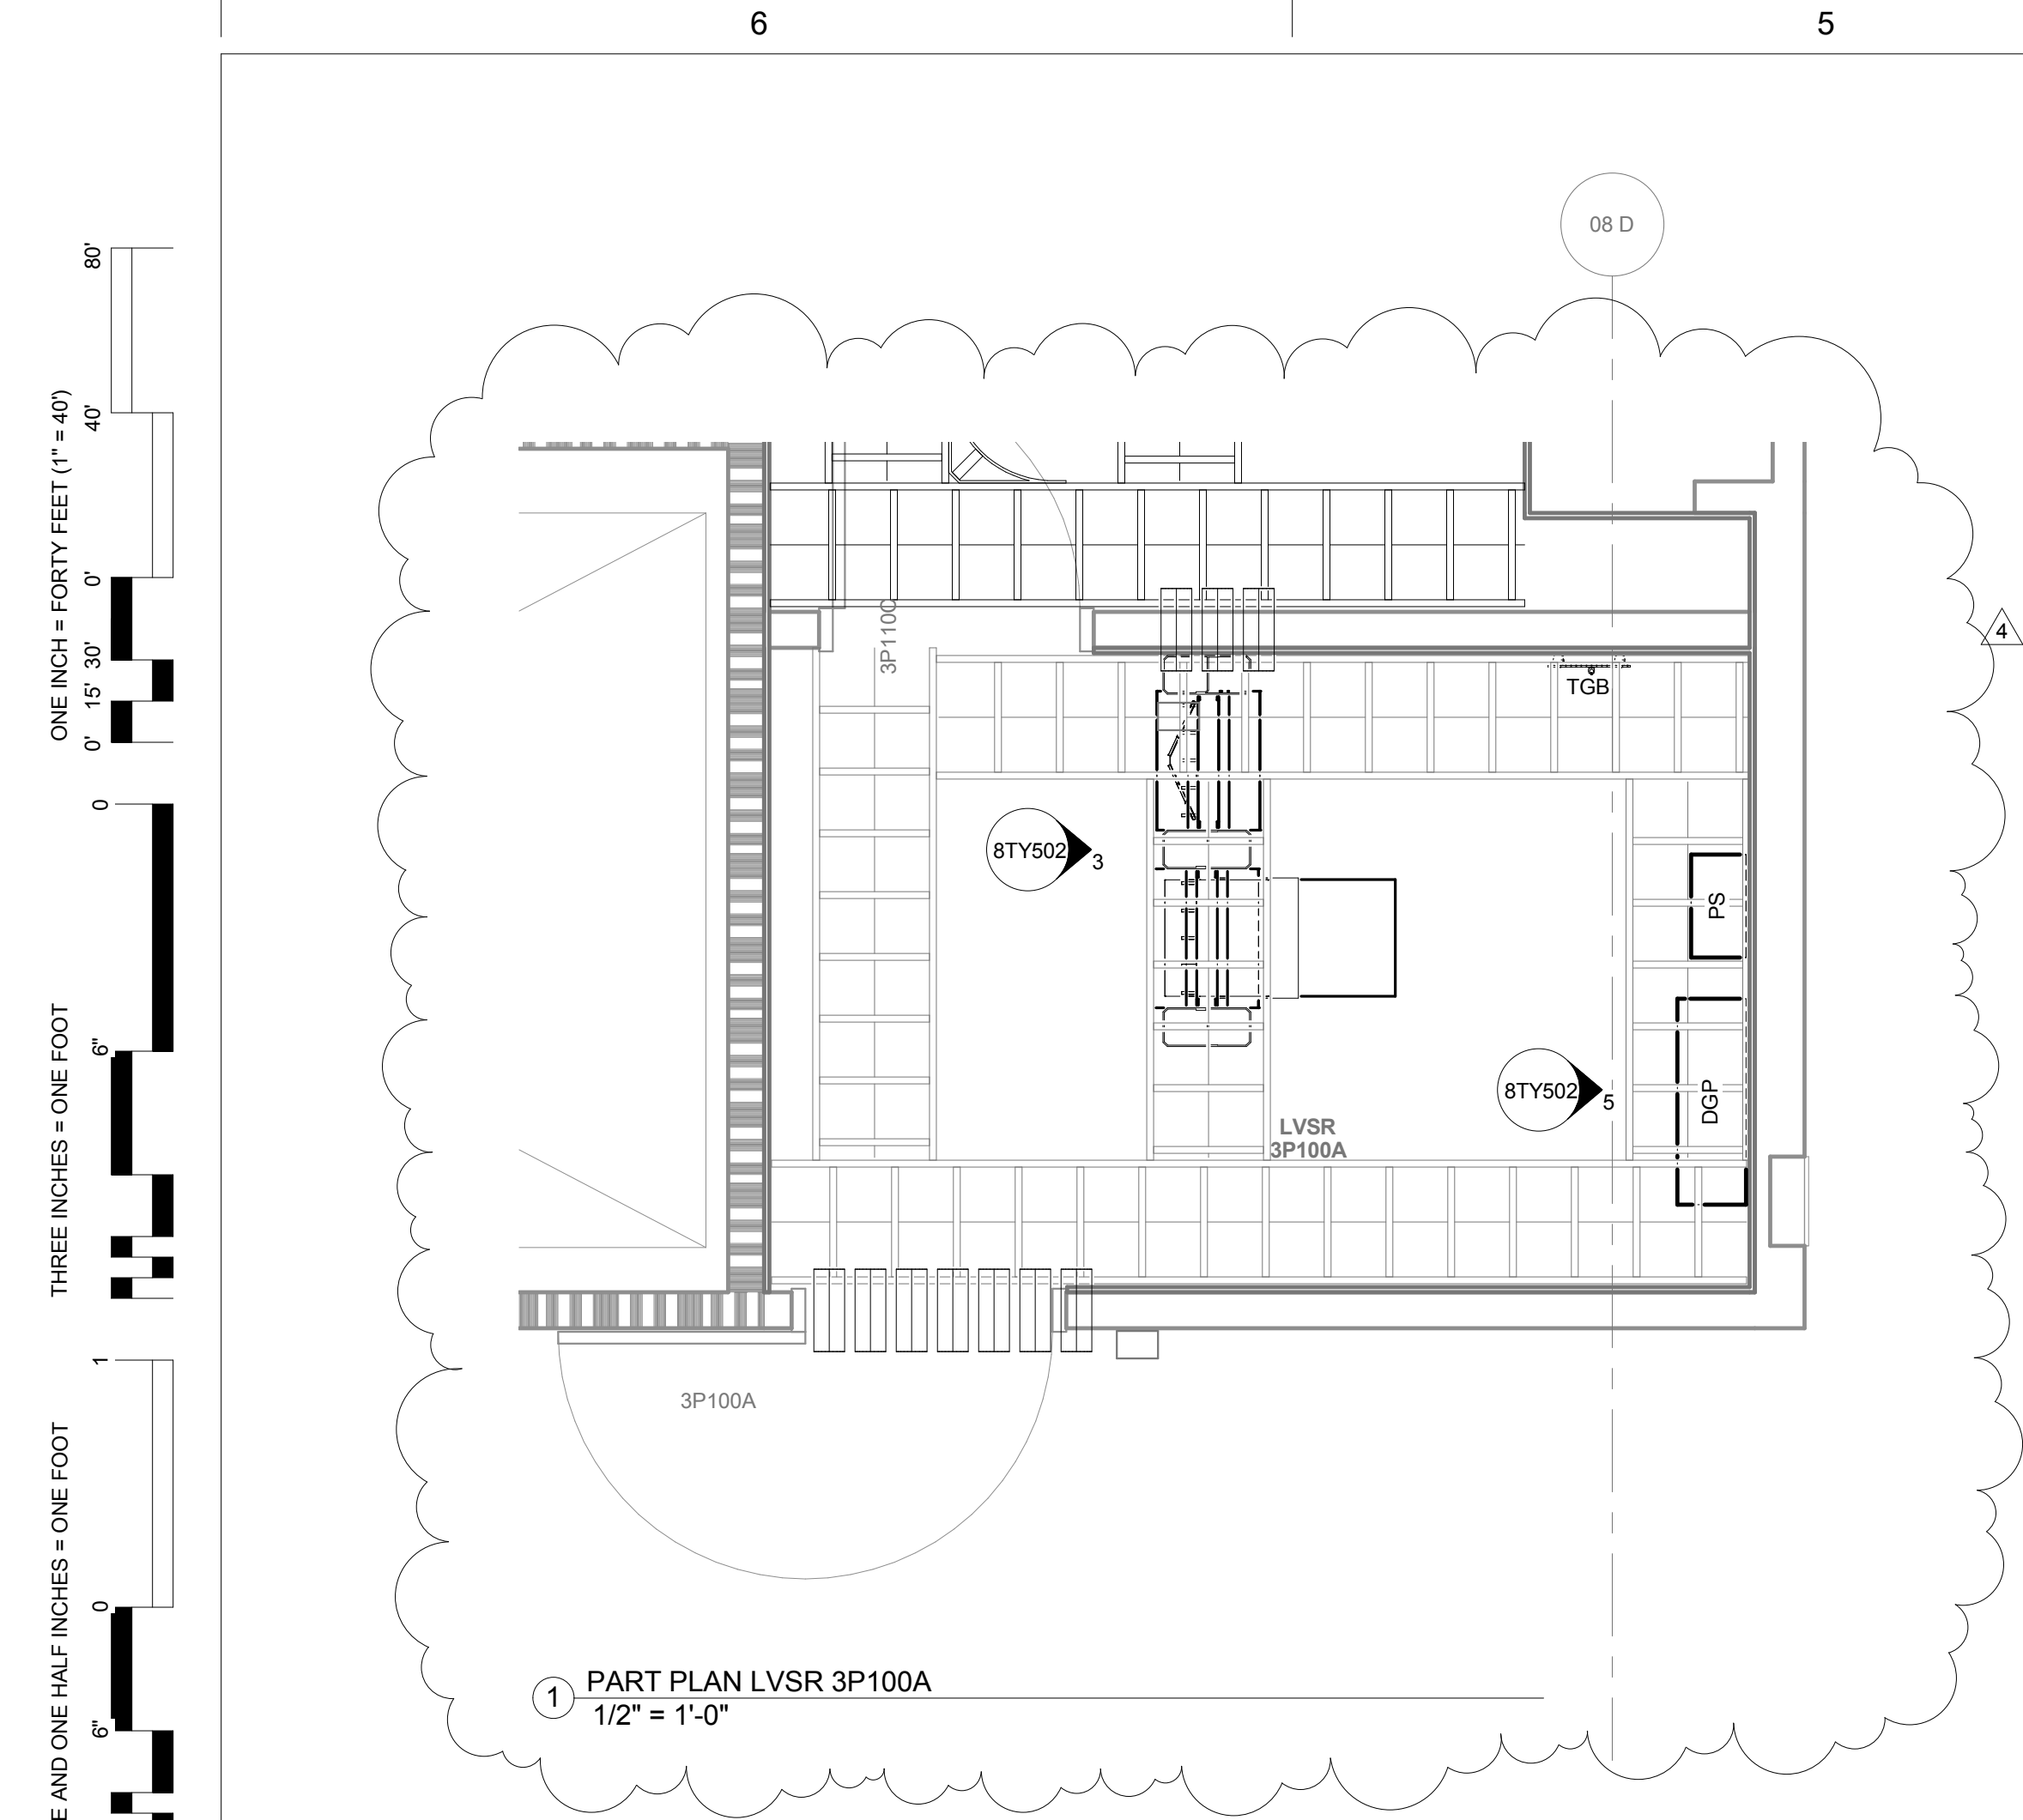 6
5
08 D
80'
40'
0'
30'
15'
0'
ONE INCH = FORTY FEET (1" = 40')
4
3P110C
TGB
8TY502
3
PS
0
6"
THREE INCHES = ONE FOOT
8TY502
5
DGP
LVSR
3P100A
3P100A
1
0
6"
E AND ONE HALF INCHES = ONE FOOT
1
PART PLAN LVSR 3P100A
1/2" = 1'-0"